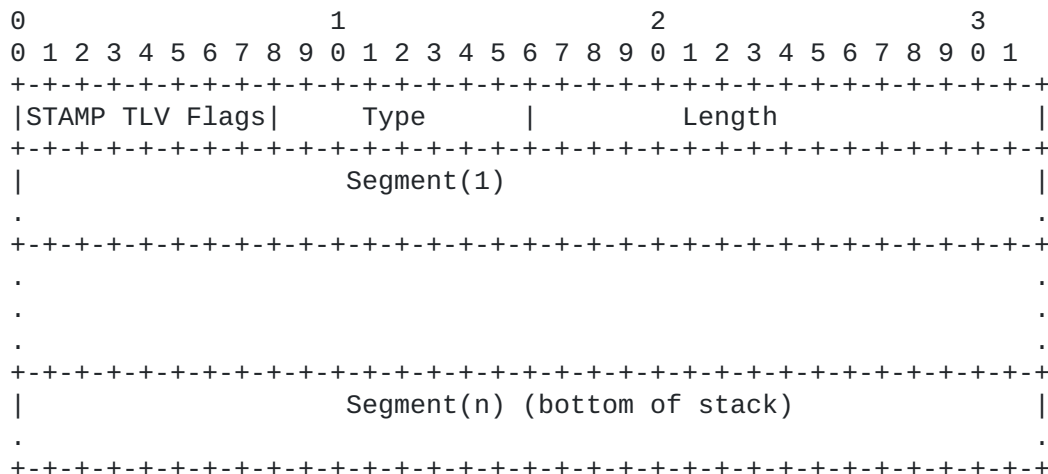 0                   1                   2                   3
0 1 2 3 4 5 6 7 8 9 0 1 2 3 4 5 6 7 8 9 0 1 2 3 4 5 6 7 8 9 0 1
+-+-+-+-+-+-+-+-+-+-+-+-+-+-+-+-+-+-+-+-+-+-+-+-+-+-+-+-+-+-+-+-+
|STAMP TLV Flags|     Type      |         Length                |
+-+-+-+-+-+-+-+-+-+-+-+-+-+-+-+-+-+-+-+-+-+-+-+-+-+-+-+-+-+-+-+-+
|                    Segment(1)                                 |
.                                                               .
+-+-+-+-+-+-+-+-+-+-+-+-+-+-+-+-+-+-+-+-+-+-+-+-+-+-+-+-+-+-+-+-+
.                                                               .
.                                                               .
.                                                               .
+-+-+-+-+-+-+-+-+-+-+-+-+-+-+-+-+-+-+-+-+-+-+-+-+-+-+-+-+-+-+-+-+
|                    Segment(n) (bottom of stack)               |
.                                                               .
+-+-+-+-+-+-+-+-+-+-+-+-+-+-+-+-+-+-+-+-+-+-+-+-+-+-+-+-+-+-+-+-+